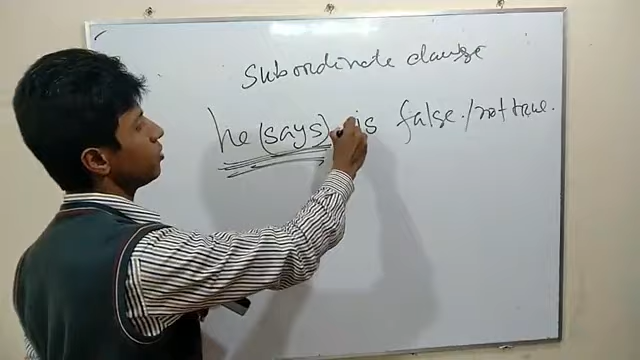 Subordinate clause
he (says) is false./not true.